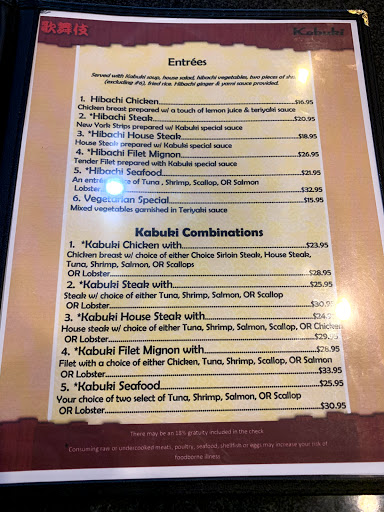 歌舞伎
Kabuki
Entrées
Served with Kabuki soup, house salad, hibachi vegetables, two pieces of
(excluding #6), fried rice. Hibachi ginger & yumi sauce provided.
1. Hibachi Chicken $16.95
Chicken breast prepared w/ a touch of lemon juice & teriyaki sauce
2. *Hibachi Steak $20.95
New York Strips prepared w/ Kabuki special sauce
3. *Hibachi House Steak $18.95
House Steak prepared w/ Kabuki special sauce
4. *Hibachi Filet Mignon $26.95
Tender Filet prepared with Kabuki special sauce
5. *Hibachi Seafood $21.95
An entrée of Tuna, Shrimp, Scallop, OR Salmon
Lobster $32.95
6. Vegetarian Special $15.95
Mixed vegetables garnished in Teriyaki sauce
Kabuki Combinations
1. *Kabuki Chicken with $23.95
Chicken breast w/ choice of either Choice Sirloin Steak, House Steak,
Tuna, Shrimp, Salmon, OR Scallops
OR Lobster $28.95
2. *Kabuki Steak with $25.95
Steak w/ choice of either Tuna, Shrimp, Salmon, OR Scallop
OR Lobster $30.95
3. *Kabuki House Steak with
House steak w/ choice of either Tuna, Shrimp, Salmon, Scallop, OR Chicken
OR Lobster $29.95
4. *Kabuki Filet Mignon with $28.95
Filet with a choice of either Chicken, Tuna, Shrimp, Scallop, OR Salmon
OR Lobster $33.95
5. *Kabuki Seafood $25.95
Your choice of two select of Tuna, Shrimp, Salmon, OR Scallop
OR Lobster $30.95
There may be an 18% gratuity included in the check
Consuming raw or undercooked meats, poultry, seafood, shellfish or eggs may increase your risk of
foodborne illness